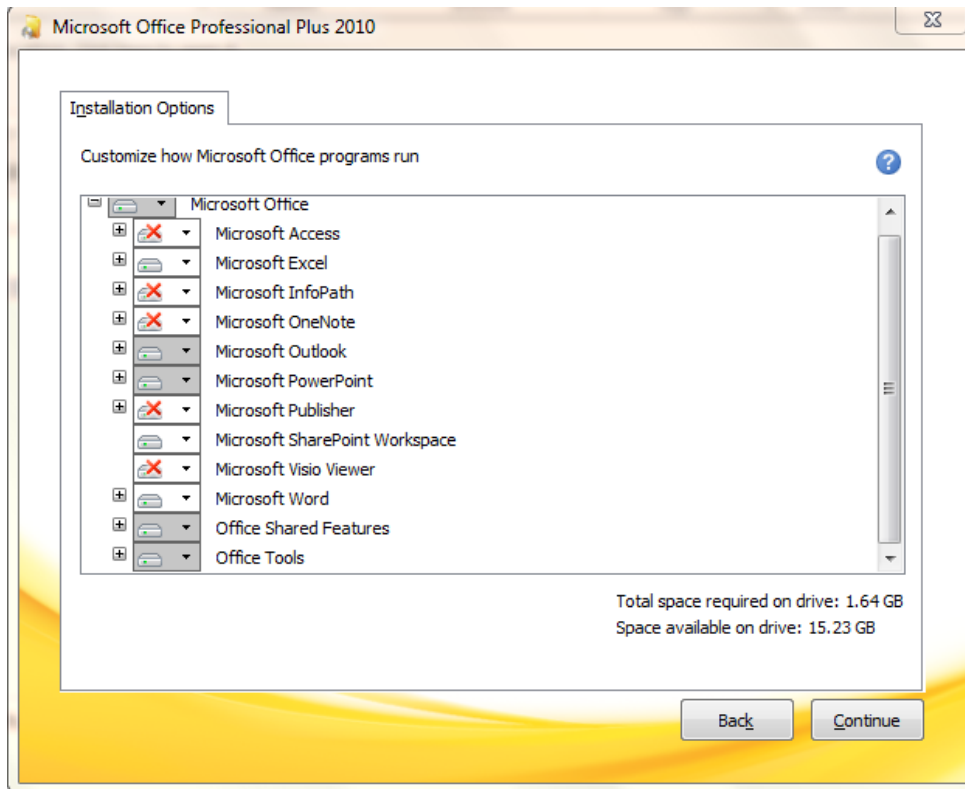 Microsoft Office Professional Plus 2010
Installation Options
Customize how Microsoft Office programs run
?
Microsoft Office
Microsoft Access
Microsoft Excel
Microsoft InfoPath
Microsoft OneNote
Microsoft Outlook
Microsoft PowerPoint
Microsoft Publisher
Microsoft SharePoint Workspace
Microsoft Visio Viewer
Microsoft Word
Office Shared Features
Office Tools
Total space required on drive: 1.64 GB
Space available on drive: 15.23 GB
Back
Continue